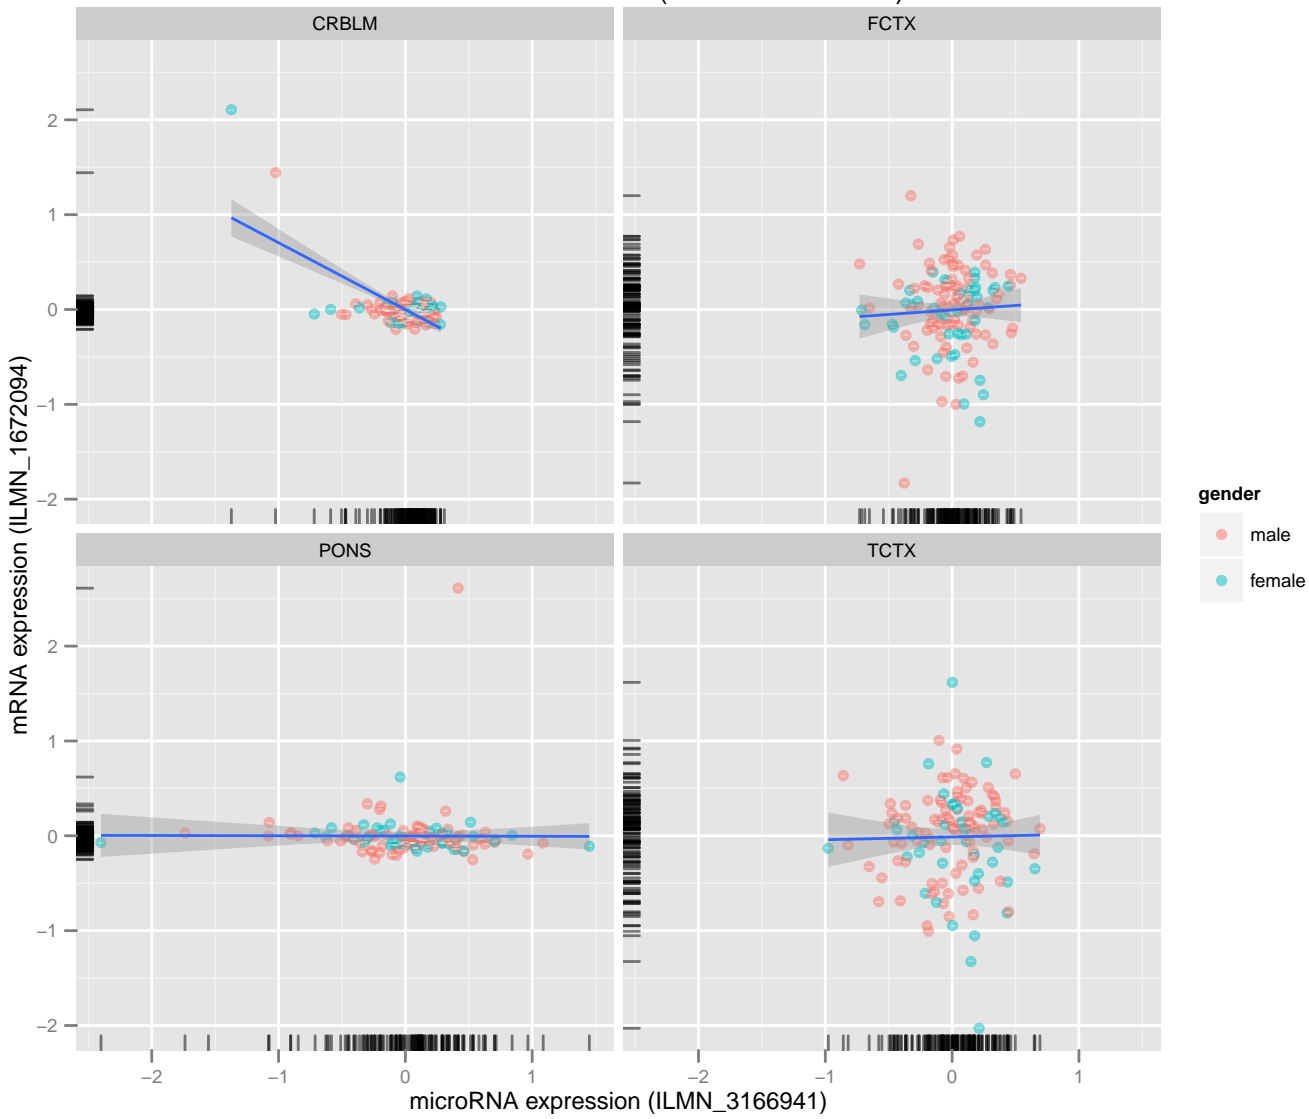 CRBLM
FCTX
2
1
0
−1
−2
PONS
TCTX
2
1
0
−1
−2
−2
−1
0
1
−2
−1
0
1
mRNA expression (ILMN_1672094)
microRNA expression (ILMN_3166941)
gender
male
female